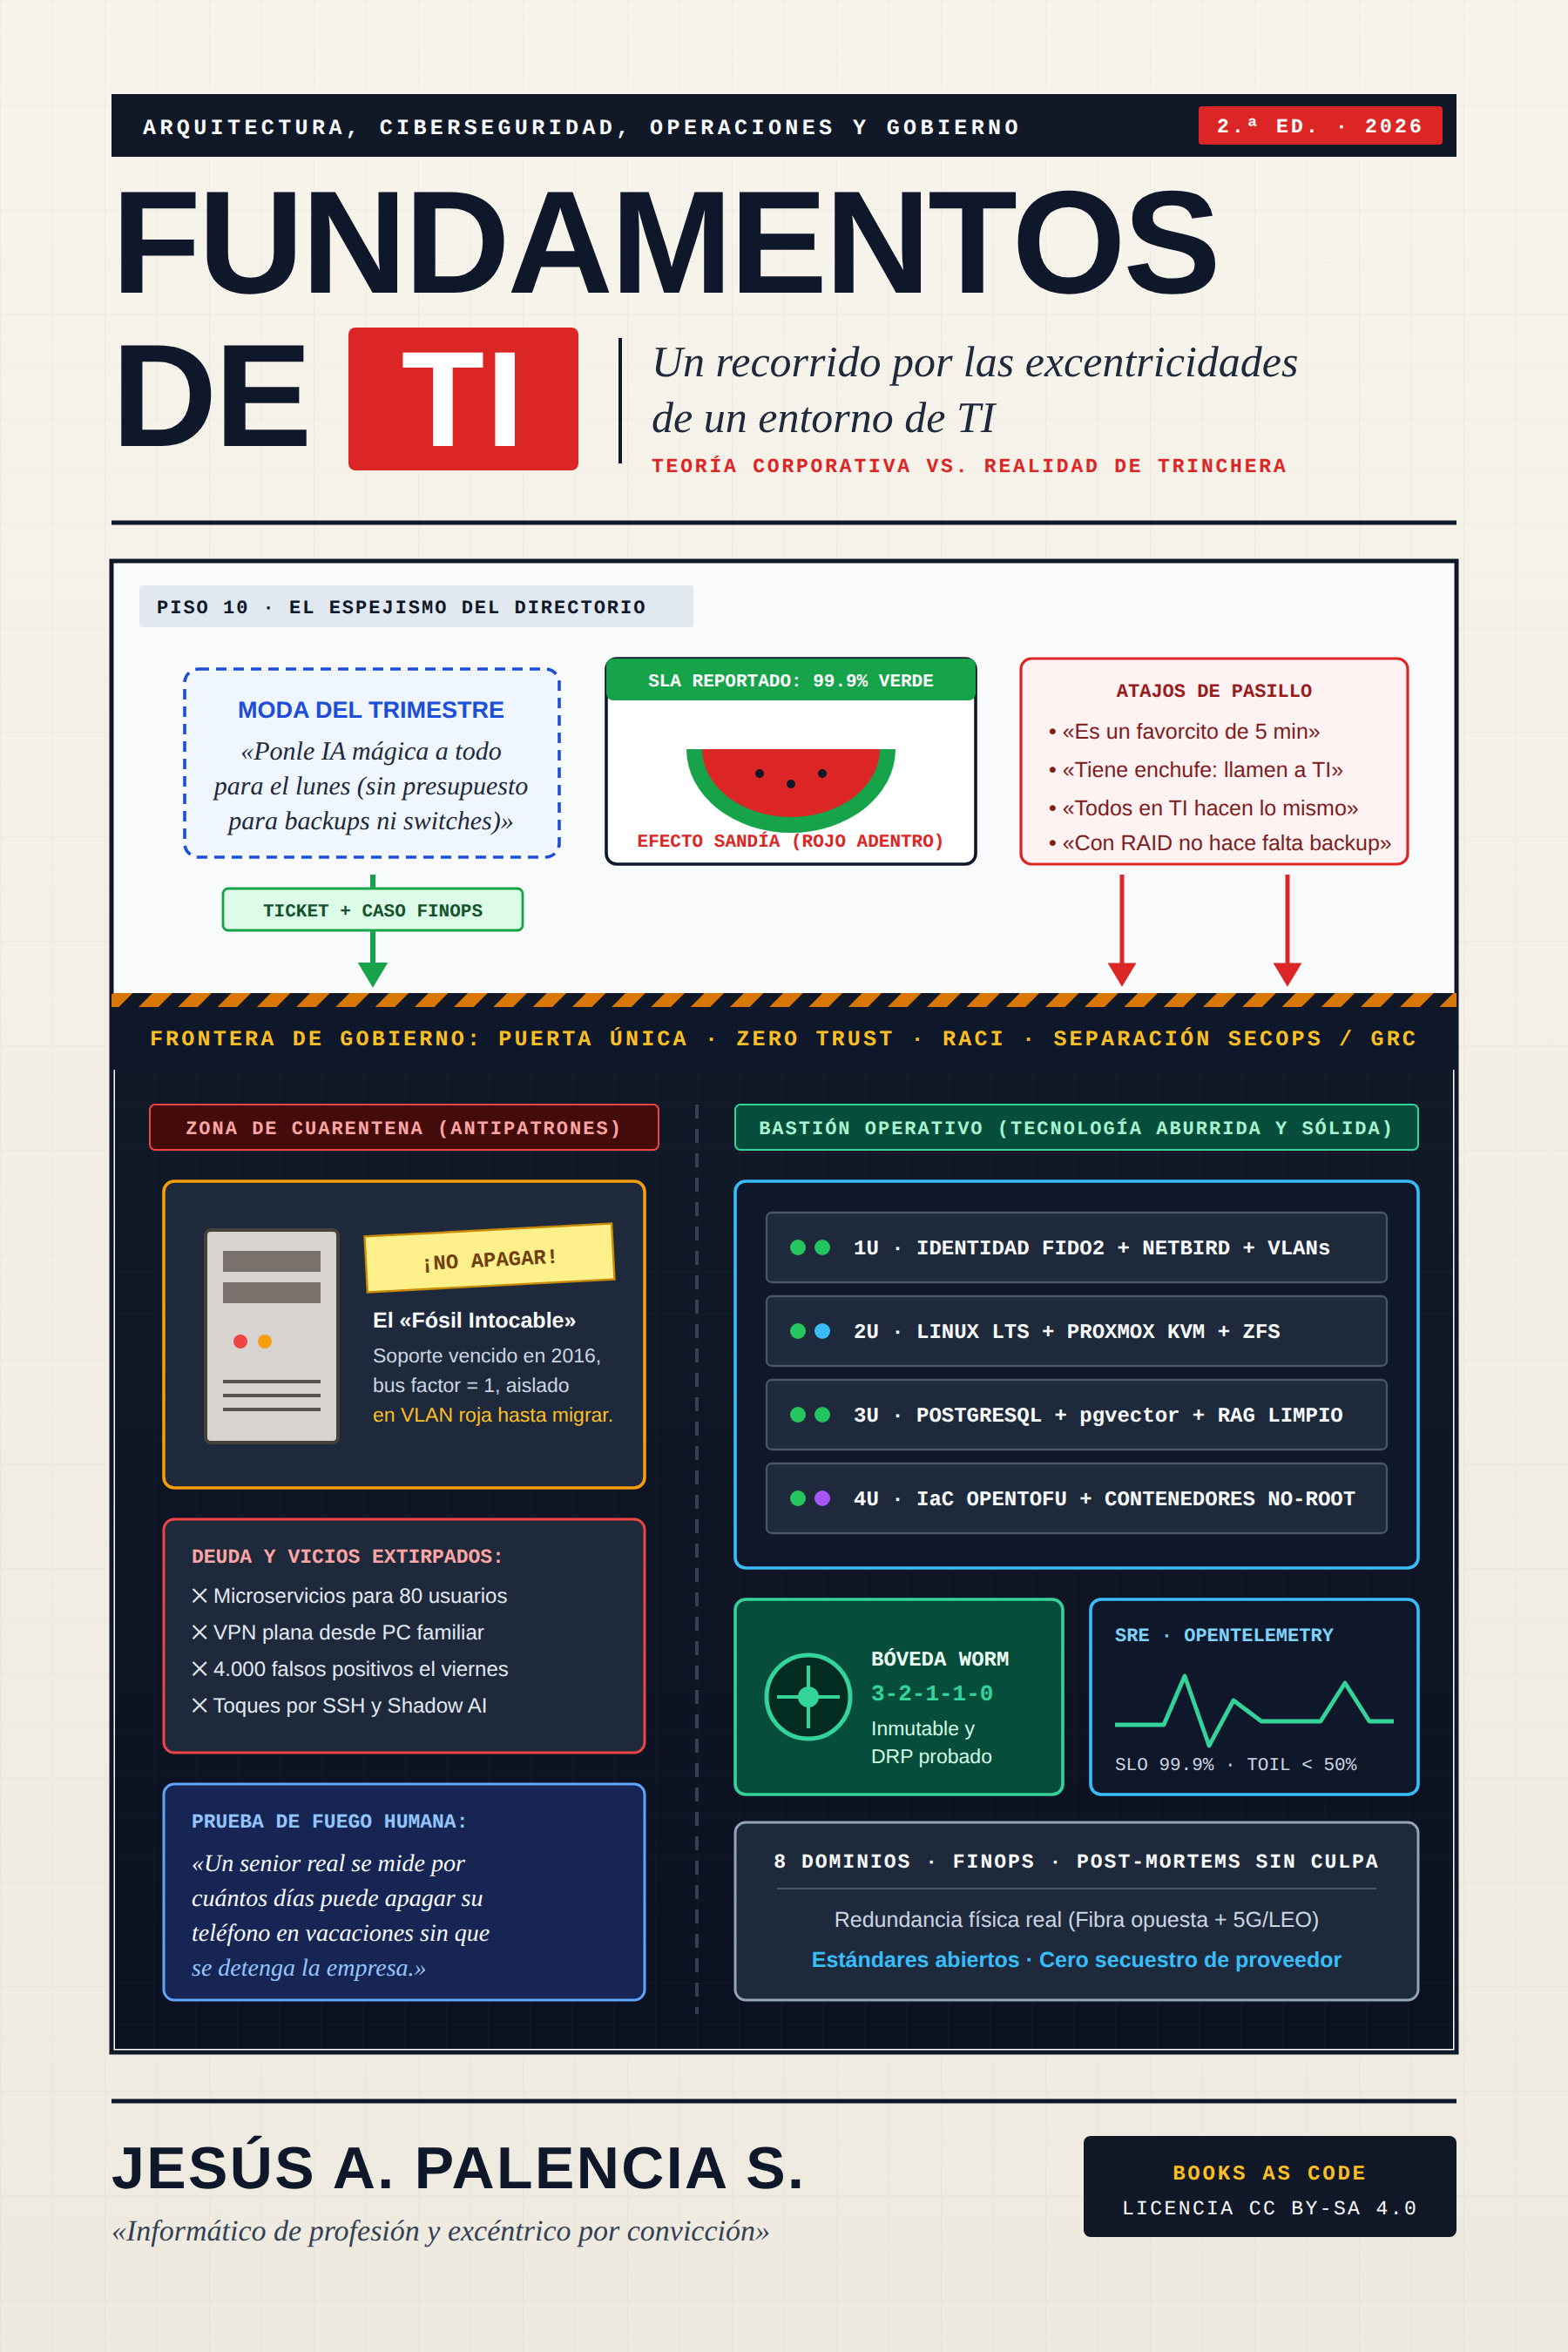 ARQUITECTURA, CIBERSEGURIDAD, OPERACIONES Y GOBIERNO
2.ª ED. · 2026
FUNDAMENTOS
DE TI
Un recorrido por las excentricidades
de un entorno de TI
TEORÍA CORPORATIVA VS. REALIDAD DE TRINCHERA
PISO 10 · EL ESPEJISMO DEL DIRECTORIO
MODA DEL TRIMESTRE
«Ponle IA mágica a todo
para el lunes (sin presupuesto
para backups ni switches)»
TICKET + CASO FINOPS
SLA REPORTADO: 99.9% VERDE
EFECTO SANDÍA (ROJO ADENTRO)
ATAJOS DE PASILLO
• «Es un favorcito de 5 min»
• «Tiene enchufe: llamen a TI»
• «Todos en TI hacen lo mismo»
• «Con RAID no hace falta backup»
FRONTERA DE GOBIERNO: PUERTA ÚNICA · ZERO TRUST · RACI · SEPARACIÓN SECOPS / GRC
ZONA DE CUARENTENA (ANTIPATRONES)
¡NO APAGAR!
El «Fósil Intocable»
Soporte vencido en 2016,
bus factor = 1, aislado
en VLAN roja hasta migrar.
DEUDA Y VICIOS EXTIRPADOS:
╳ Microservicios para 80 usuarios
╳ VPN plana desde PC familiar
╳ 4.000 falsos positivos el viernes
╳ Toques por SSH y Shadow AI
PRUEBA DE FUEGO HUMANA:
«Un senior real se mide por
cuántos días puede apagar su
teléfono en vacaciones sin que
se detenga la empresa.»
BASTIÓN OPERATIVO (TECNOLOGÍA ABURRIDA Y SÓLIDA)
1U · IDENTIDAD FIDO2 + NETBIRD + VLANs
2U · LINUX LTS + PROXMOX KVM + ZFS
3U · POSTGRESQL + pgvector + RAG LIMPIO
4U · IaC OPENTOFU + CONTENEDORES NO-ROOT
BÓVEDA WORM
3-2-1-1-0
Inmutable y
DRP probado
SRE · OPENTELEMETRY
SLO 99.9% · TOIL < 50%
8 DOMINIOS · FINOPS · POST-MORTEMS SIN CULPA
Redundancia física real (Fibra opuesta + 5G/LEO)
Estándares abiertos · Cero secuestro de proveedor
JESÚS A. PALENCIA S.
«Informático de profesión y excéntrico por convicción»
BOOKS AS CODE
LICENCIA CC BY-SA 4.0